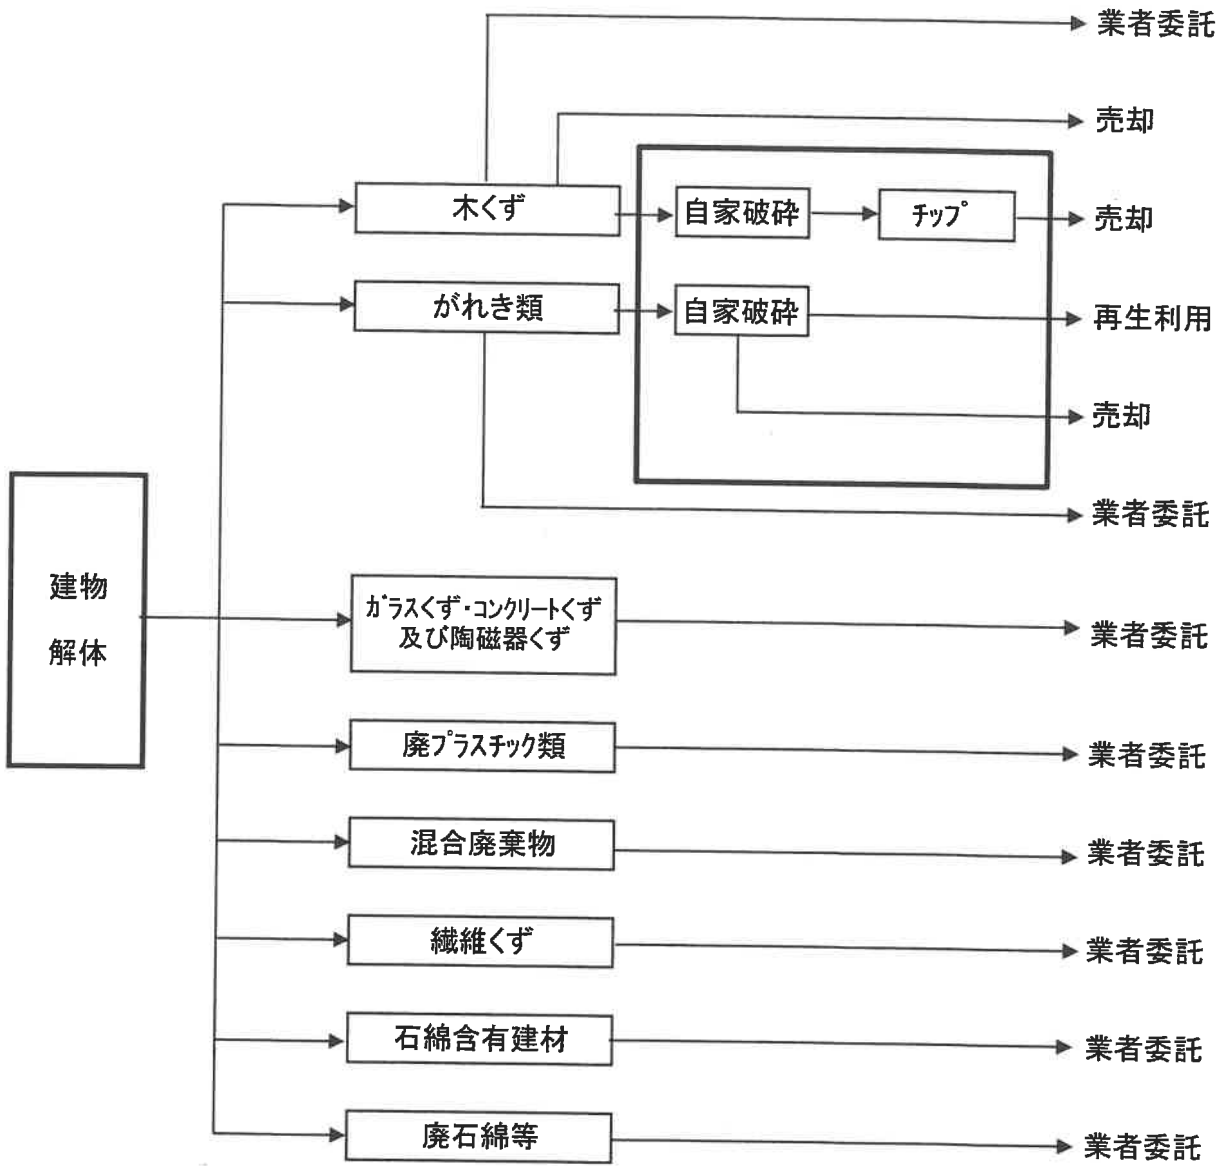 業者委託
売却
木くず
自家破砕
チップ
売却
がれき類
自家破砕
再生利用
売却
業者委託
建物
解体
ガラスくず・コンクリートくず
及び陶磁器くず
業者委託
廃プラスチック類
業者委託
混合廃棄物
業者委託
繊維くず
業者委託
石綿含有建材
業者委託
廃石綿等
業者委託